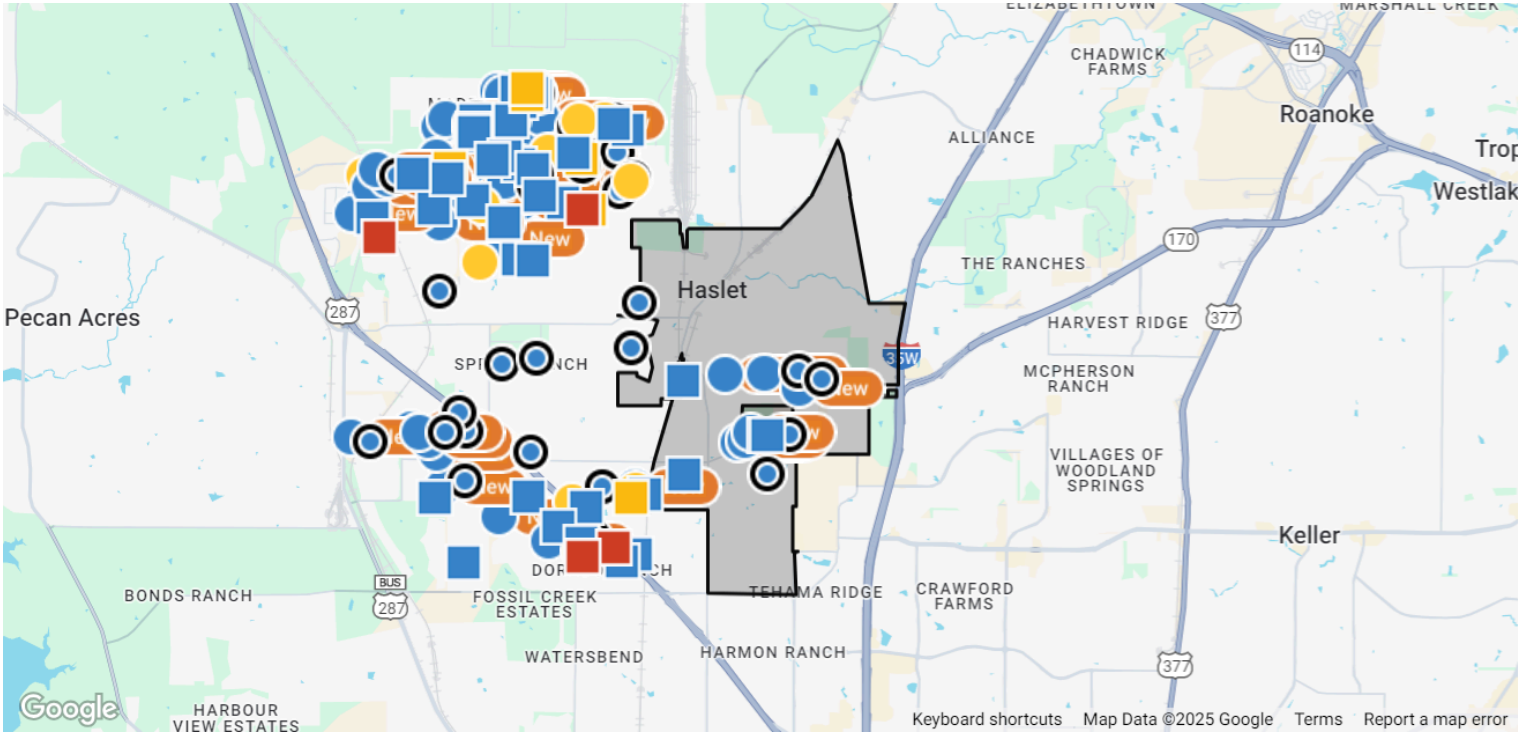 ELIZABETHTOWN
MARSHALL CREEK
114
CHADWICK
FARMS
New
Roanoke
ALLIANCE
Westlak
New
New
170
THE RANCHES
Haslet
287
Pecan Acres
377
HARVEST RIDGE
35W
MCPHERSON
RANCH
New
VILLAGES OF
WOODLAND
SPRINGS
Keller
BUS
287
BONDS RANCH
FOSSIL CREEK
ESTATES
TEHAMA RIDGE
CRAWFORD
FARMS
WATERSBEND
HARMON RANCH
377
HARBOUR
VIEW ESTATES
Google
Keyboard shortcuts Map Data ©2025 Google Terms Report a map error